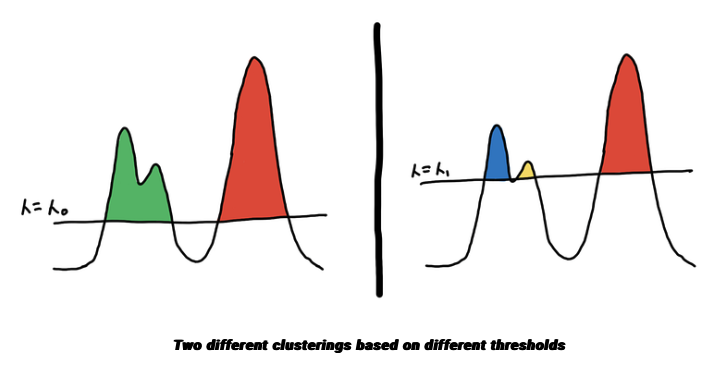 λ = λ₀
λ = λ₁
Two different clusterings based on different thresholds